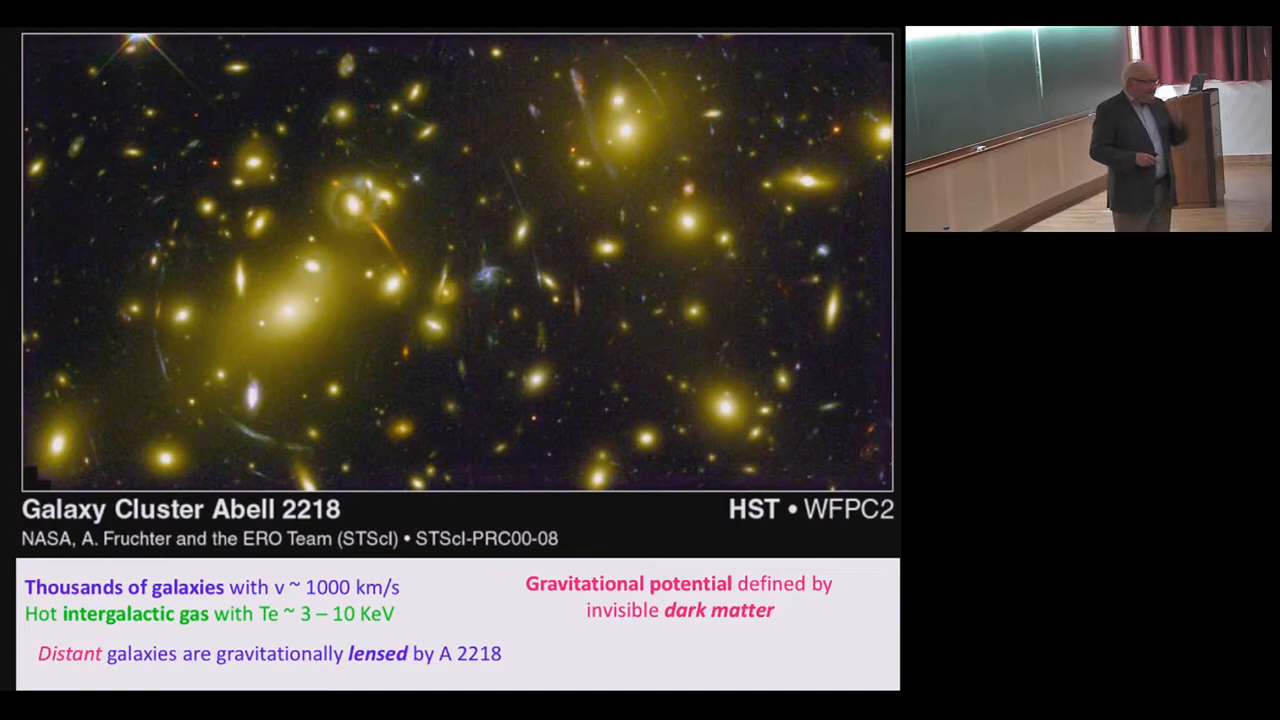 Galaxy Cluster Abell 2218
HST • WFPC2
NASA, A. Fruchter and the ERO Team (STScI) • STScI-PRC00-08
Thousands of galaxies with v ~ 1000 km/s
Hot intergalactic gas with Te ~ 3 – 10 KeV
Distant galaxies are gravitationally lensed by A 2218
Gravitational potential defined by
invisible dark matter